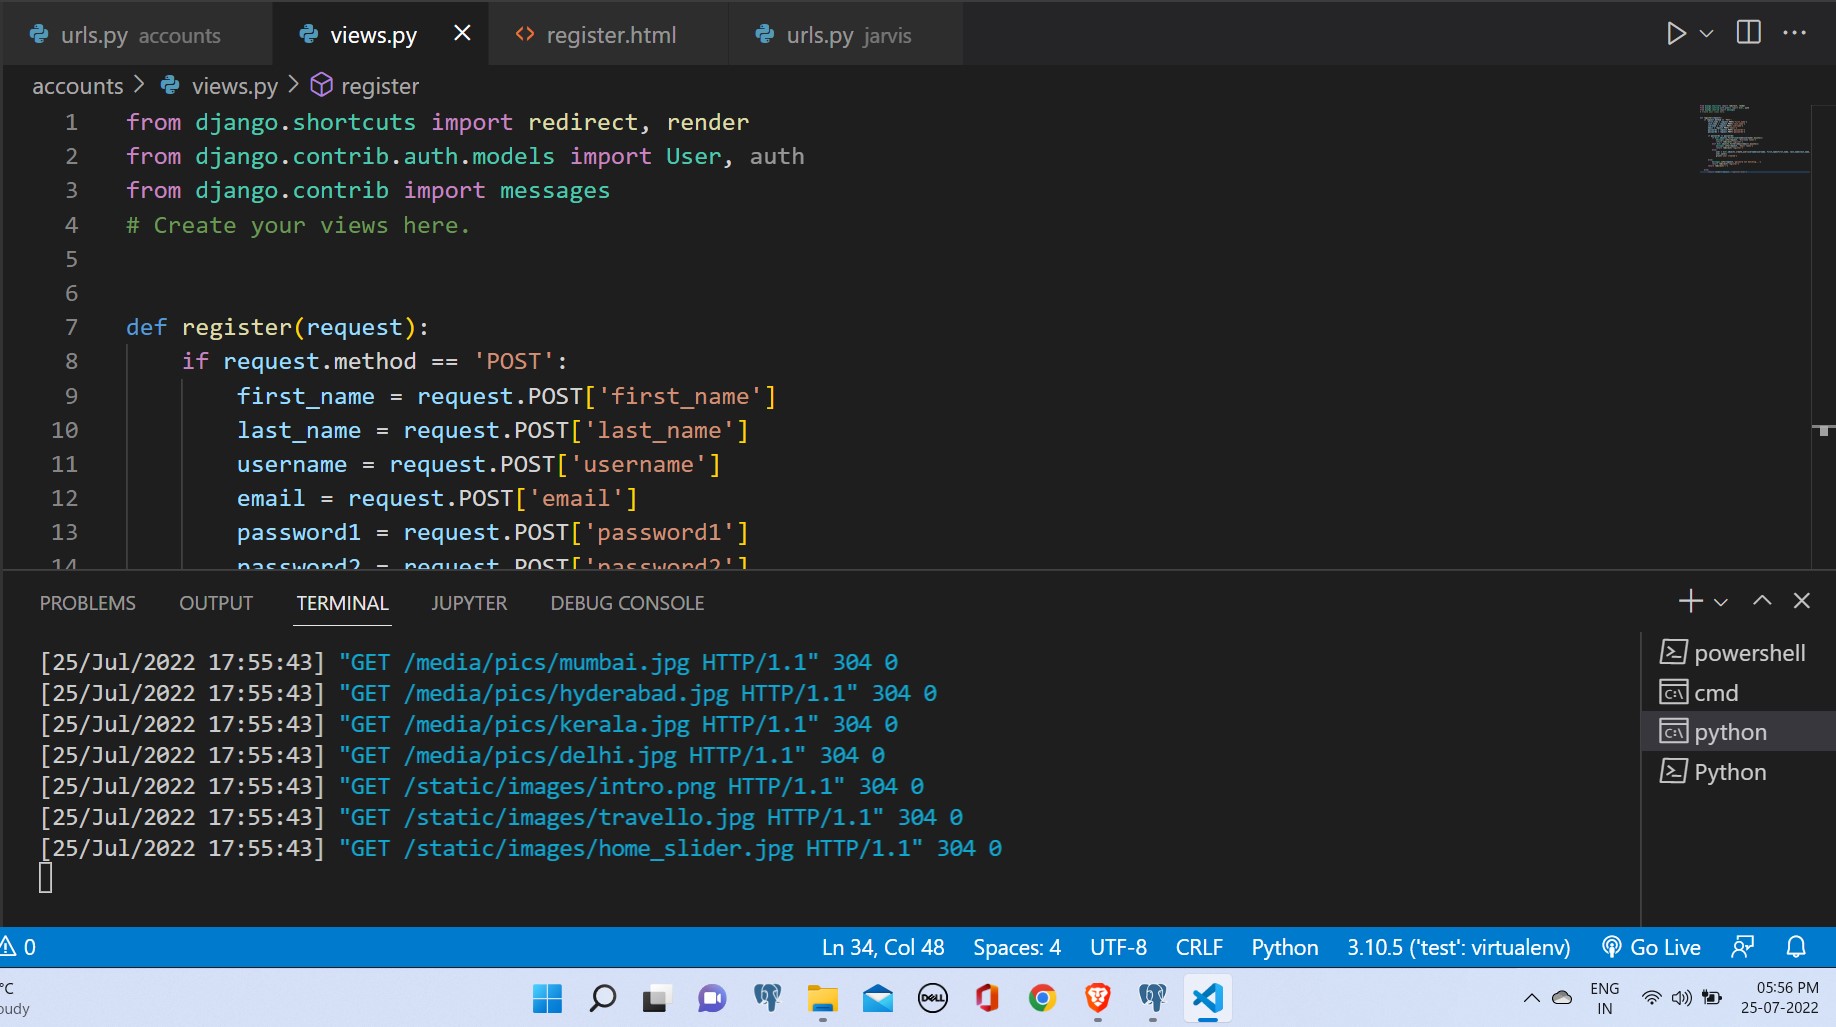 urls.py accounts
views.py
register.html
urls.py jarvis
accounts > views.py > register
1 from django.shortcuts import redirect, render
2 from django.contrib.auth.models import User, auth
3 from django.contrib import messages
4 # Create your views here.
5
6
7 def register(request):
8 if request.method == 'POST':
9 first_name = request.POST['first_name']
10 last_name = request.POST['last_name']
11 username = request.POST['username']
12 email = request.POST['email']
13 password1 = request.POST['password1']
14 password2 = request.POST['password2']
PROBLEMS OUTPUT TERMINAL JUPYTER DEBUG CONSOLE
[25/Jul/2022 17:55:43] "GET /media/pics/mumbai.jpg HTTP/1.1" 304 0
[25/Jul/2022 17:55:43] "GET /media/pics/hyderabad.jpg HTTP/1.1" 304 0
[25/Jul/2022 17:55:43] "GET /media/pics/kerala.jpg HTTP/1.1" 304 0
[25/Jul/2022 17:55:43] "GET /media/pics/delhi.jpg HTTP/1.1" 304 0
[25/Jul/2022 17:55:43] "GET /static/images/intro.png HTTP/1.1" 304 0
[25/Jul/2022 17:55:43] "GET /static/images/travello.jpg HTTP/1.1" 304 0
[25/Jul/2022 17:55:43] "GET /static/images/home_slider.jpg HTTP/1.1" 304 0
powershell
cmd
python
Python
0 Ln 34, Col 48 Spaces: 4 UTF-8 CRLF Python 3.10.5 ('test': virtualenv) Go Live
°C
oudy
DELL
ENG
IN
05:56 PM
25-07-2022